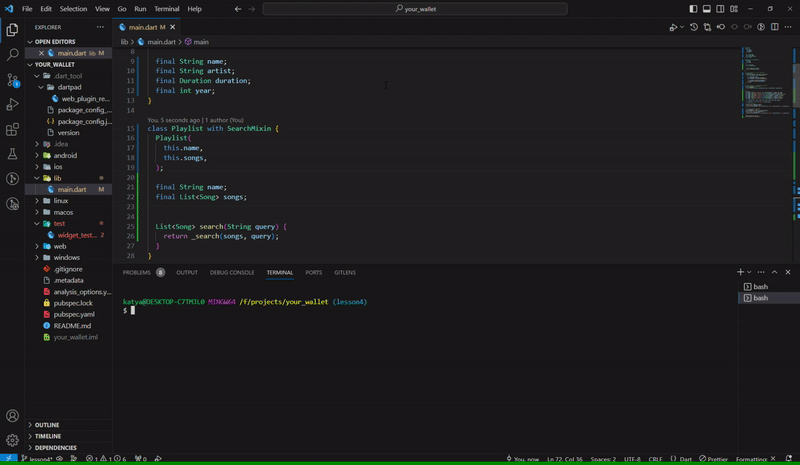 File Edit Selection View Go Run Terminal Help
your_wallet
EXPLORER
OPEN EDITORS
main.dart lib M
YOUR_WALLET
.dart_tool
dartpad
web_plugin_re...
package_config_...
package_config.j...
version
.idea
android
ios
lib
main.dart M
linux
macos
test
widget_test... 2
web
windows
.gitignore
.metadata
analysis_options.y...
pubspec.lock
pubspec.yaml
README.md
your_wallet.iml
OUTLINE
TIMELINE
DEPENDENCIES
main.dart M
lib > main.dart > main
8
9 final String name;
10 final String artist;
11 final Duration duration;
12 final int year;
13 }
14
You, 5 seconds ago | 1 author (You)
15 class Playlist with SearchMixin {
16 Playlist(
17 this.name,
18 this.songs,
19 );
20
21 final String name;
22 final List<Song> songs;
23
24
25 List<Song> search(String query) {
26 return _search(songs, query);
27 }
28 }
PROBLEMS 8 OUTPUT DEBUG CONSOLE TERMINAL PORTS GITLENS
katya@DESKTOP-C7TMJL0 MINGW64 /f/projects/your_wallet (lesson4)
$
bash
bash
lesson4* 1 1 6 0 You, now Ln 72, Col 36 Spaces: 2 UTF-8 CRLF {} Dart Prettier Formatting: